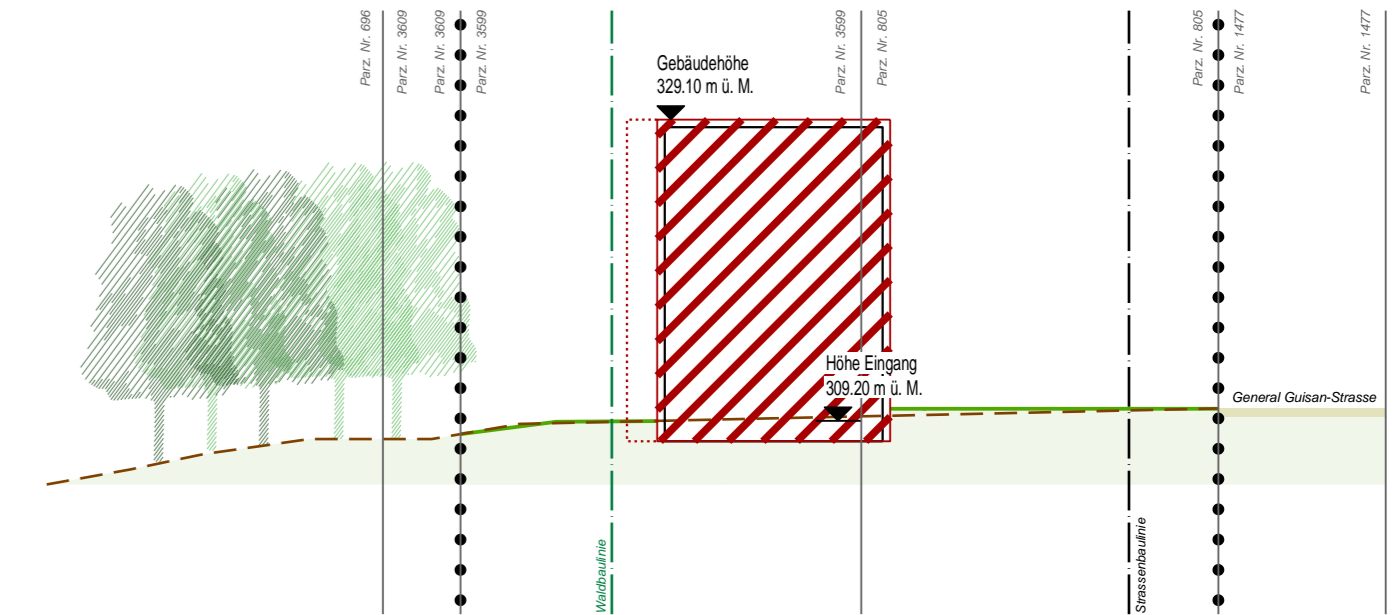 Parz. Nr. 696
Parz. Nr. 3609
Parz. Nr. 3609
Parz. Nr. 3599
Gebäudehöhe
329.10 m ü. M.
Parz. Nr. 3599
Parz. Nr. 805
Parz. Nr. 805
Parz. Nr. 1477
Parz. Nr. 1477
Höhe Eingang
309.20 m ü. M.
General Guisan-Strasse
Waldbaulinie
Strassenbaulinie